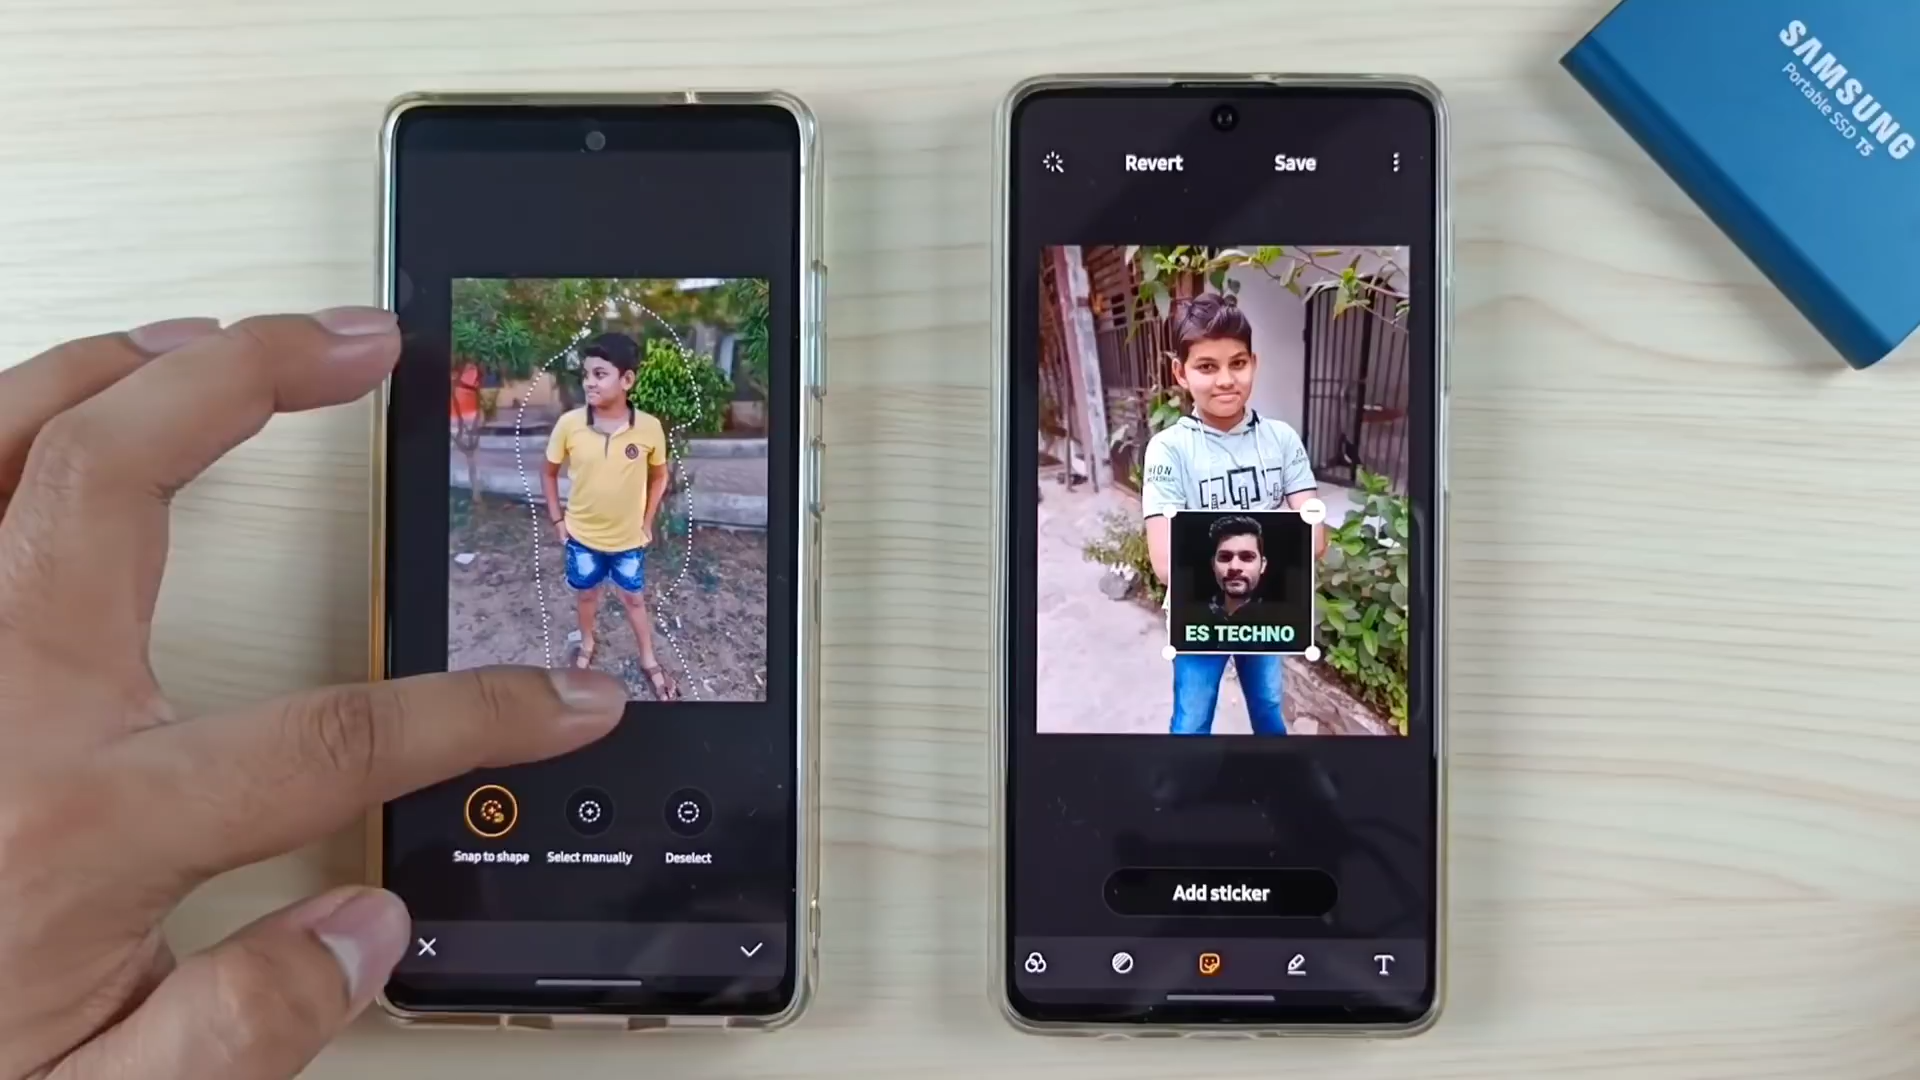 SAMSUNG
Portable SSD T5
Revert
Save
ES TECHNO
Snap to shape
Select manually
Deselect
Add sticker
T